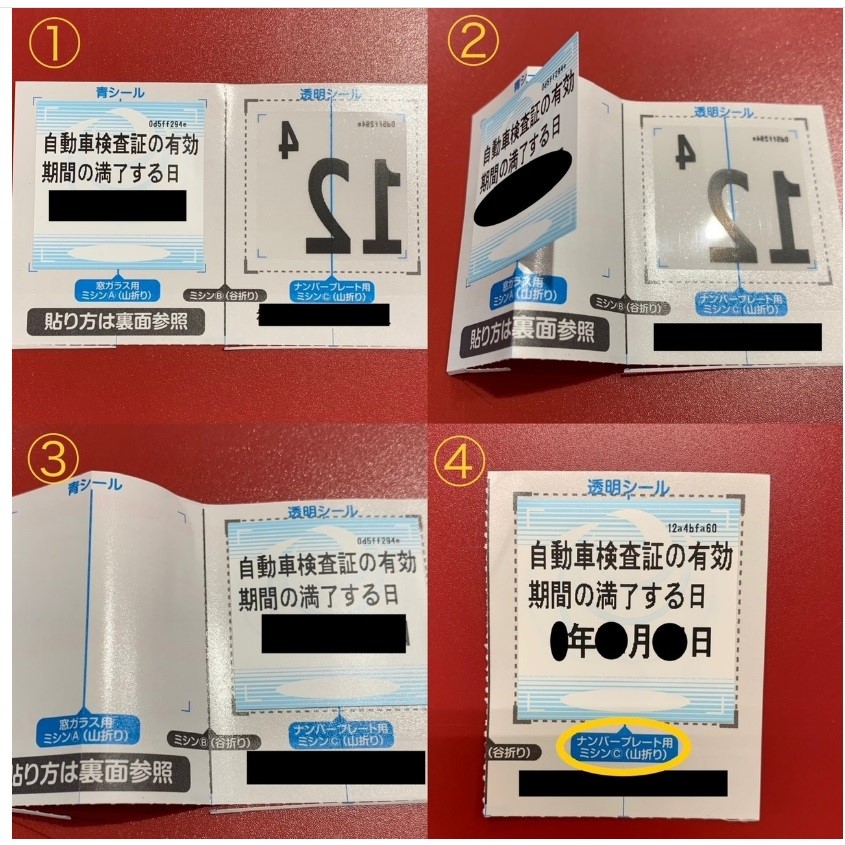 ①
青シール
透明シール
0d5ff294e
自動車検査証の有効
期間の満了する日
0d5ff294e
4
12
窓ガラス用
ミシンA(山折り)
ミシンB(谷折り)
ナンバープレート用
ミシンC(山折り)
貼り方は裏面参照
②
青シ
透明シール
0d5ff294e
自動車検査証の有効
期間の満了する日
0d5ff294e
4
12
窓ガラス用
ミシンA(山折り)
ミシンB(谷折り)
ナンバープレート用
ミシンC(山折り)
貼り方は裏面参照
③
青シール
透明シール
0d5ff294e
自動車検査証の有効
期間の満了する日
窓ガラス用
ミシンA(山折り)
ミシンB(谷折り)
ナンバープレート用
ミシンC(山折り)
貼り方は裏面参照
④
透明シール
12a4bfa60
自動車検査証の有効
期間の満了する日
年 月 日
(谷折り)
ナンバープレート用
ミシンC(山折り)